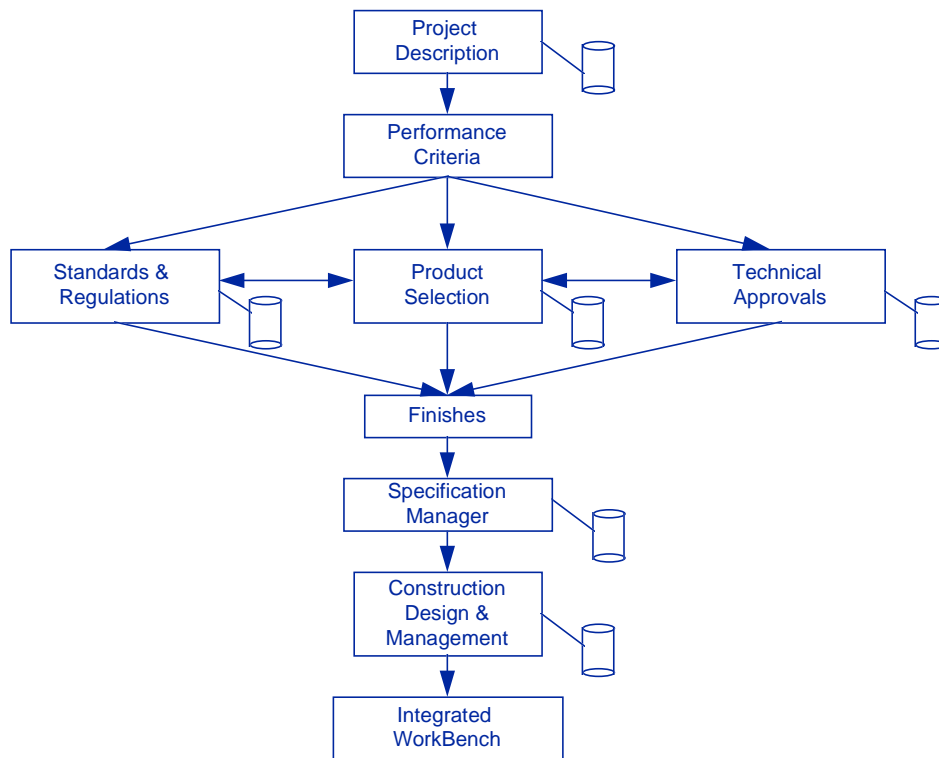 Project
Description
Performance
Criteria
Standards &
Regulations
Product
Selection
Technical
Approvals
Finishes
Specification
Manager
Construction
Design &
Management
Integrated
WorkBench